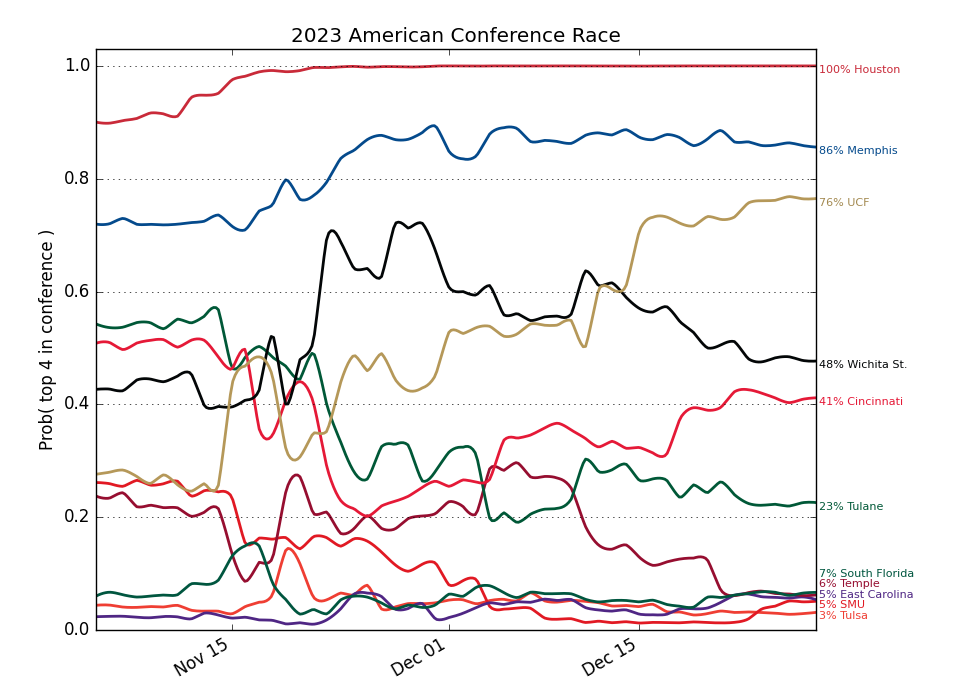 2023 American Conference Race
Prob( top 4 in conference )
1.0
0.8
0.6
0.4
0.2
0.0
Nov 15
Dec 01
Dec 15
100% Houston
86% Memphis
76% UCF
48% Wichita St.
41% Cincinnati
23% Tulane
7% South Florida
6% Temple
5% East Carolina
5% SMU
3% Tulsa